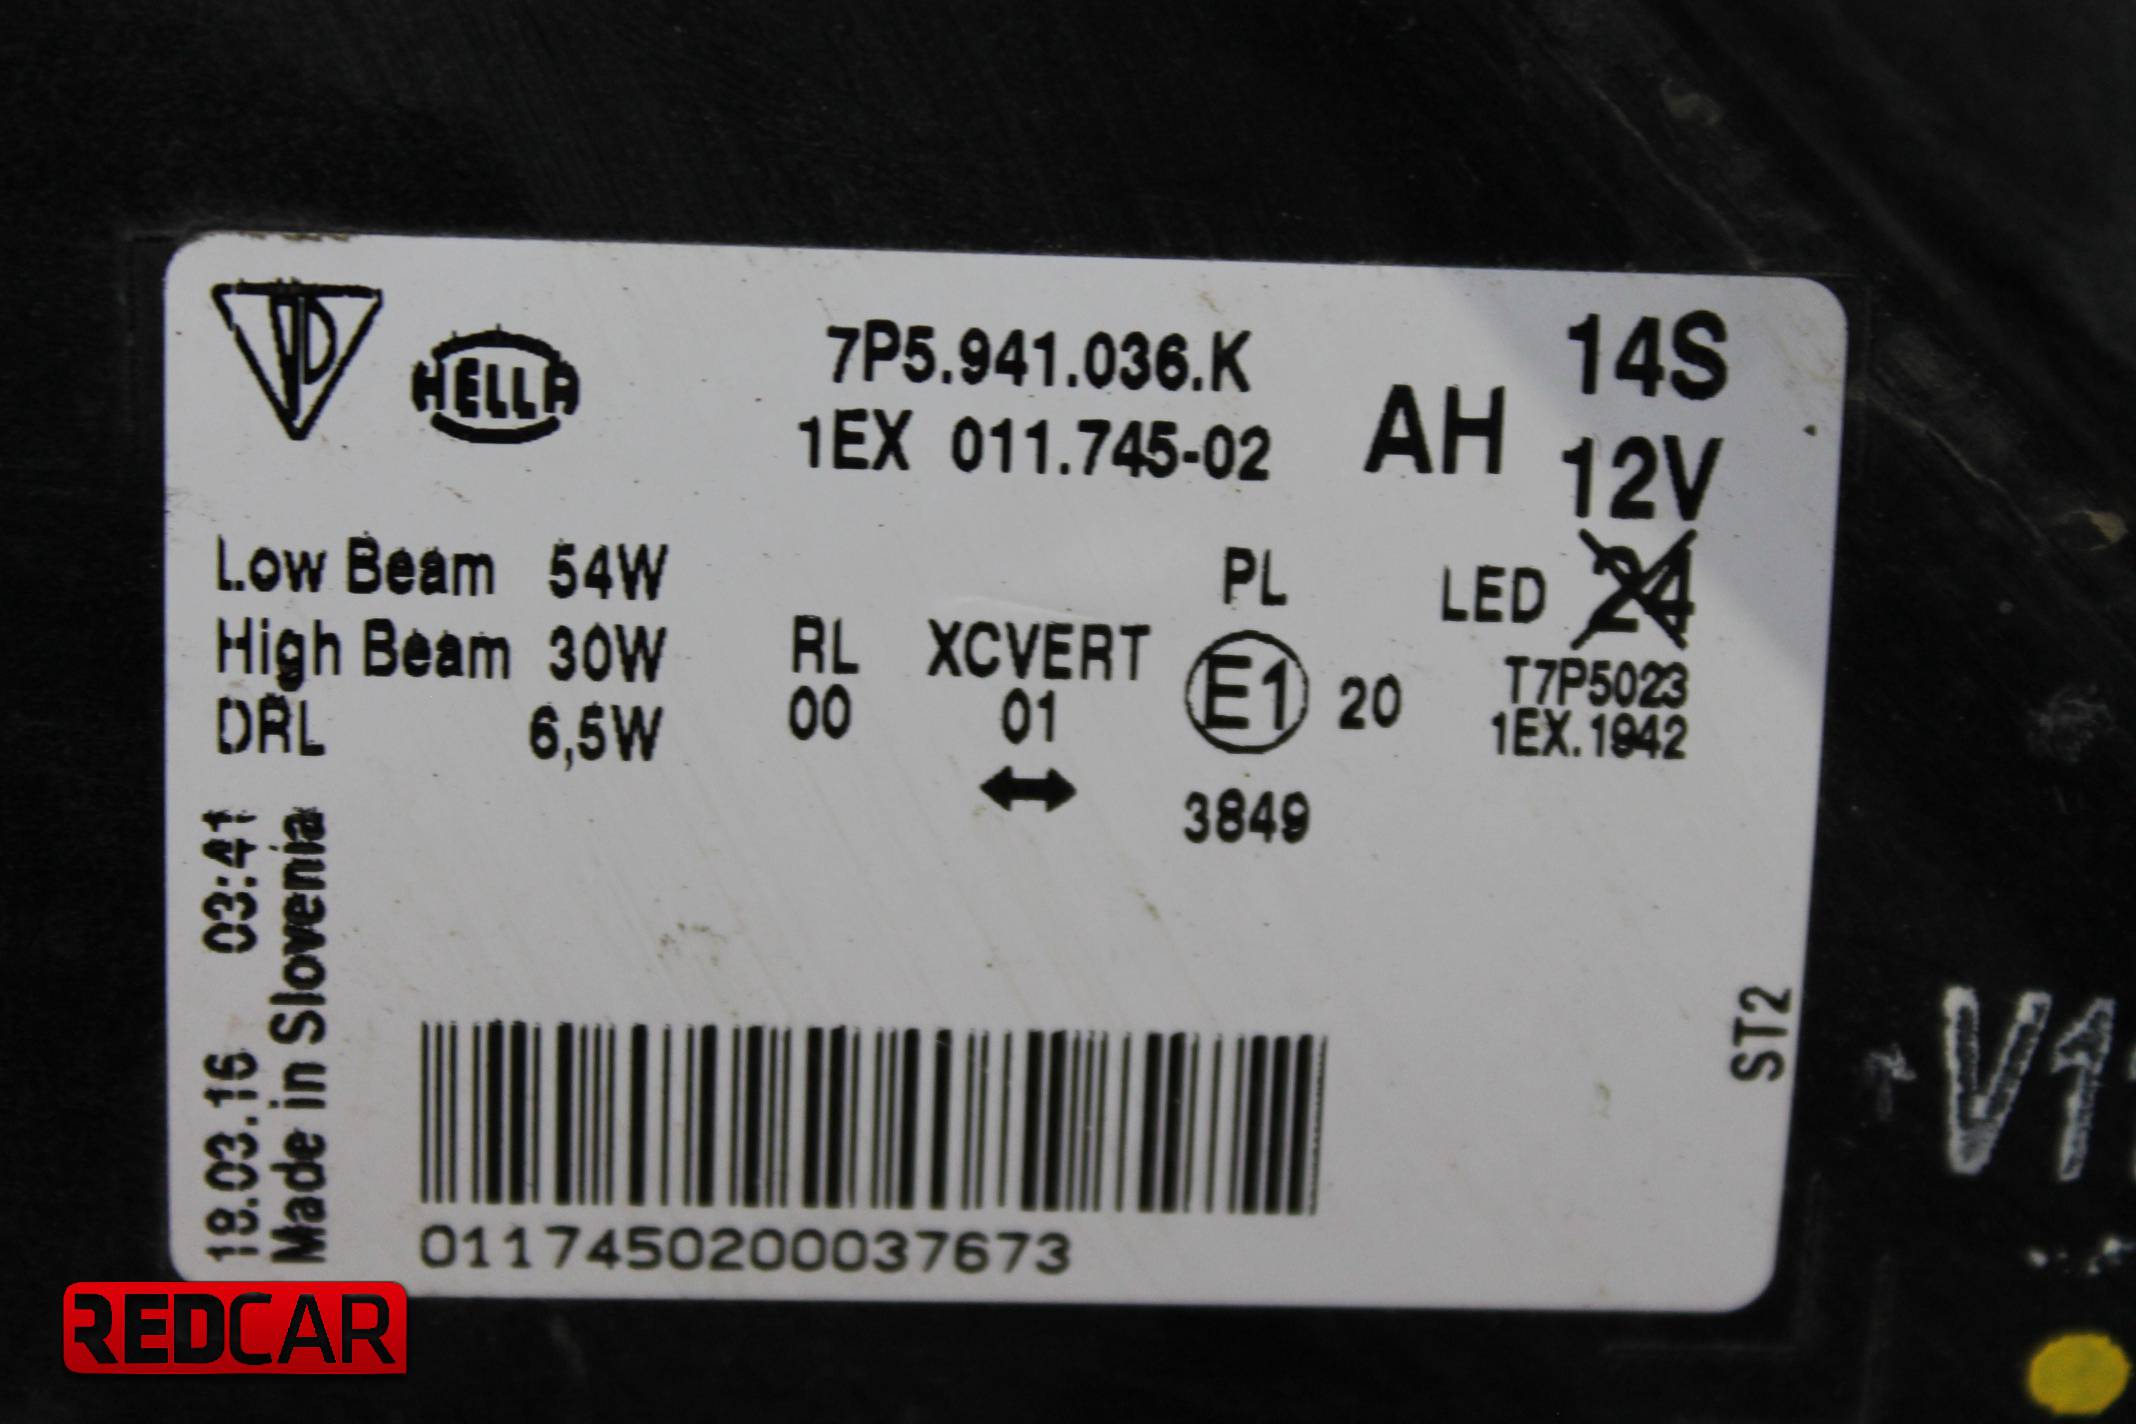 HELLA
7P5.941.036.K
1EX 011.745-02
AH
14S
12V
Low Beam 54W
High Beam 30W
DRL 6,5W
RL
00
XCVERT
01
PL
E1
20
3849
LED 24
T7P5023
1EX.1942
18.03.16 03:41
Made in Slovenia
ST2
01174502000037673
REDCAR